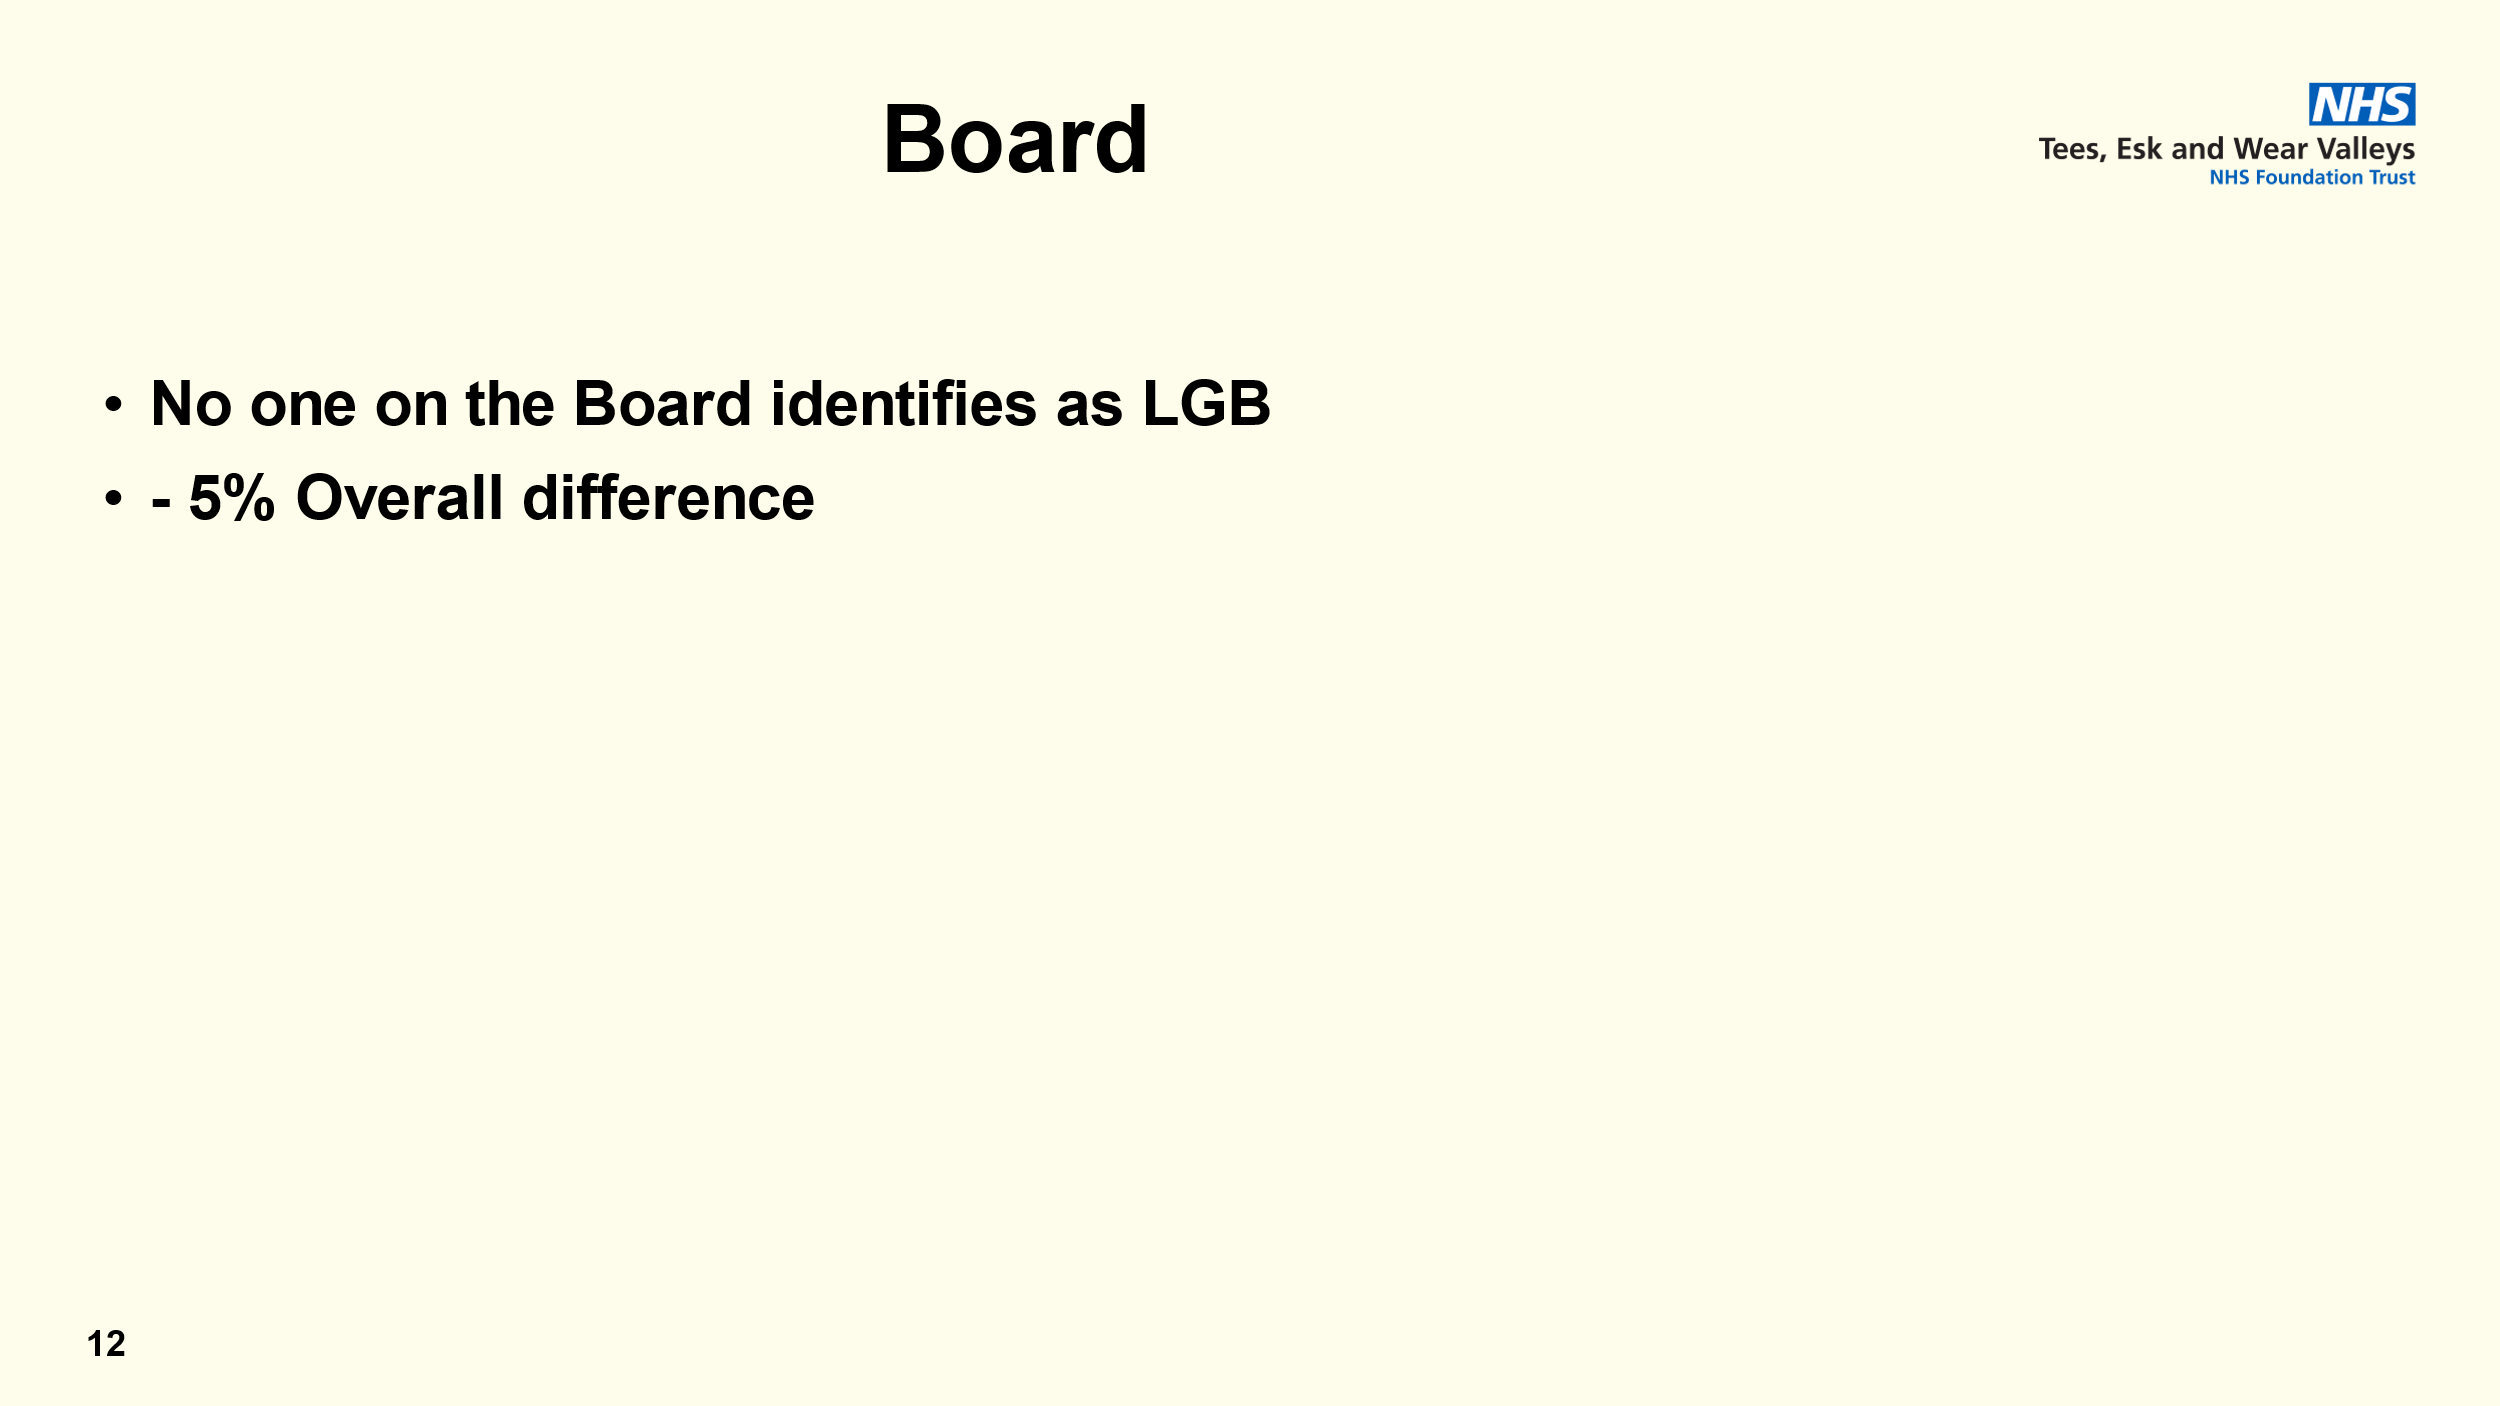 Board
NHS
Tees, Esk and Wear Valleys
NHS Foundation Trust
• No one on the Board identifies as LGB
• - 5% Overall difference
12